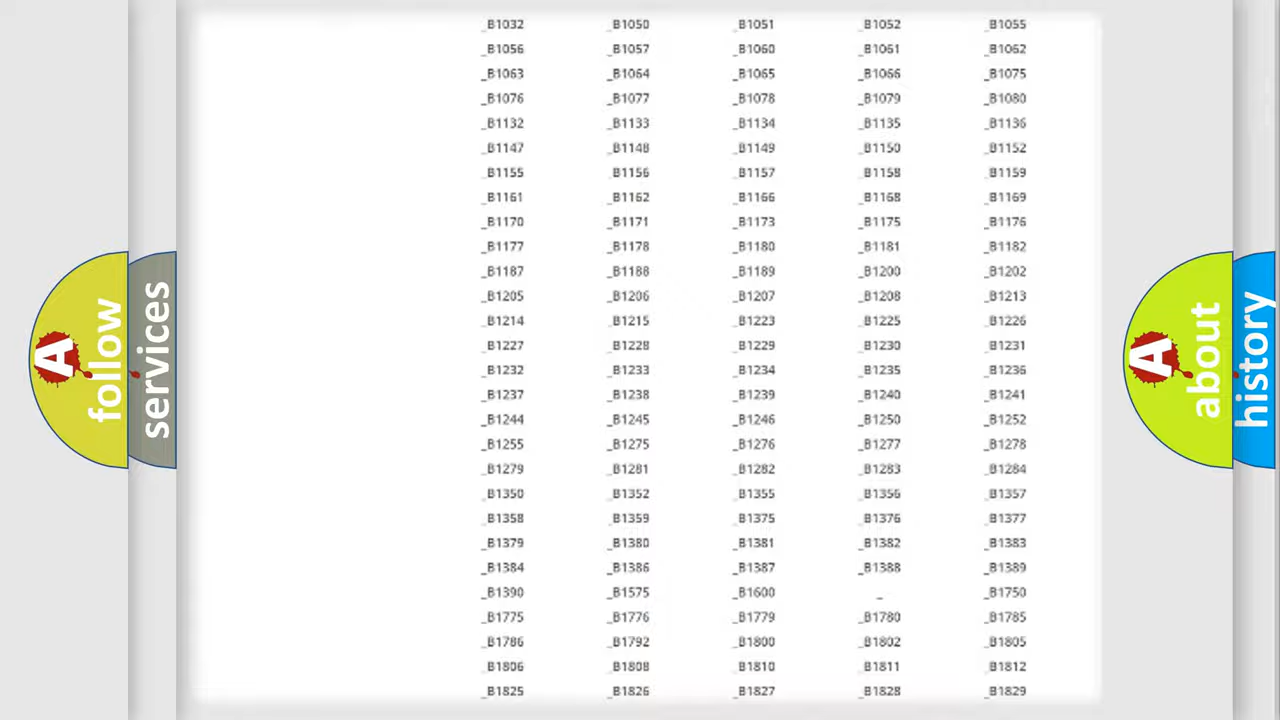 _B1032 _B1050 _B1051 _B1052 _B1055
_B1056 _B1057 _B1060 _B1061 _B1062
_B1063 _B1064 _B1065 _B1066 _B1075
_B1076 _B1077 _B1078 _B1079 _B1080
_B1132 _B1133 _B1134 _B1135 _B1136
_B1147 _B1148 _B1149 _B1150 _B1152
_B1155 _B1156 _B1157 _B1158 _B1159
_B1161 _B1162 _B1166 _B1168 _B1169
_B1170 _B1171 _B1173 _B1175 _B1176
_B1177 _B1178 _B1180 _B1181 _B1182
_B1187 _B1188 _B1189 _B1200 _B1202
_B1205 _B1206 _B1207 _B1208 _B1213
_B1214 _B1215 _B1223 _B1225 _B1226
_B1227 _B1228 _B1229 _B1230 _B1231
_B1232 _B1233 _B1234 _B1235 _B1236
_B1237 _B1238 _B1239 _B1240 _B1241
_B1244 _B1245 _B1246 _B1250 _B1252
_B1255 _B1275 _B1276 _B1277 _B1278
_B1279 _B1281 _B1282 _B1283 _B1284
_B1350 _B1352 _B1355 _B1356 _B1357
_B1358 _B1359 _B1375 _B1376 _B1377
_B1379 _B1380 _B1381 _B1382 _B1383
_B1384 _B1386 _B1387 _B1388 _B1389
_B1390 _B1575 _B1600 _ _B1750
_B1775 _B1776 _B1779 _B1780 _B1785
_B1786 _B1792 _B1800 _B1802 _B1805
_B1806 _B1808 _B1810 _B1811 _B1812
_B1825 _B1826 _B1827 _B1828 _B1829
A
follow
services
A
about
history